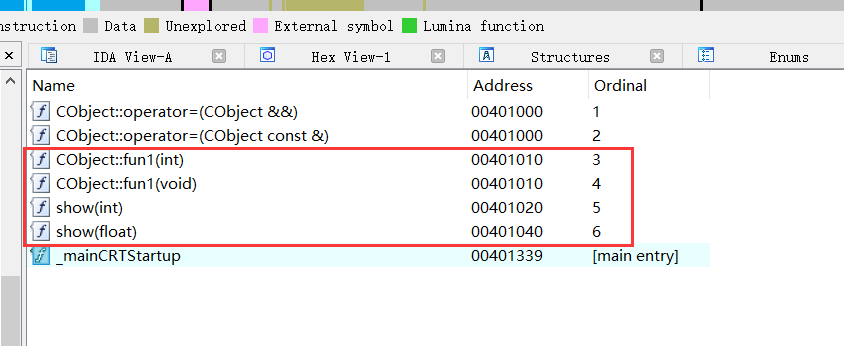 nstruction Data Unexplored External symbol Lumina function
IDA View-A Hex View-1 Structures Enums
Name Address Ordinal
CObject::operator=(CObject &&) 00401000 1
CObject::operator=(CObject const &) 00401000 2
CObject::fun1(int) 00401010 3
CObject::fun1(void) 00401010 4
show(int) 00401020 5
show(float) 00401040 6
_mainCRTStartup 00401339 [main entry]